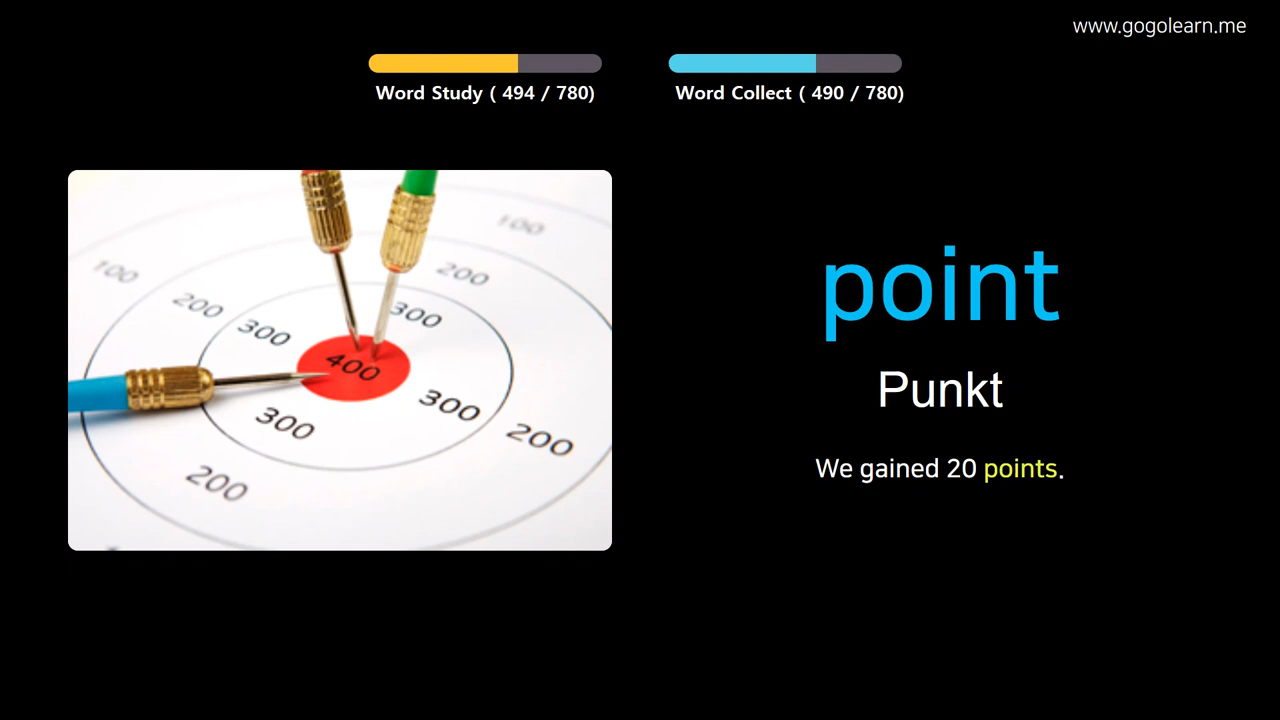 www.gogolearn.me
Word Study ( 494 / 780)
Word Collect ( 490 / 780)
100
100
200
200
300
300
400
300
300
200
200
point
Punkt
We gained 20 points.